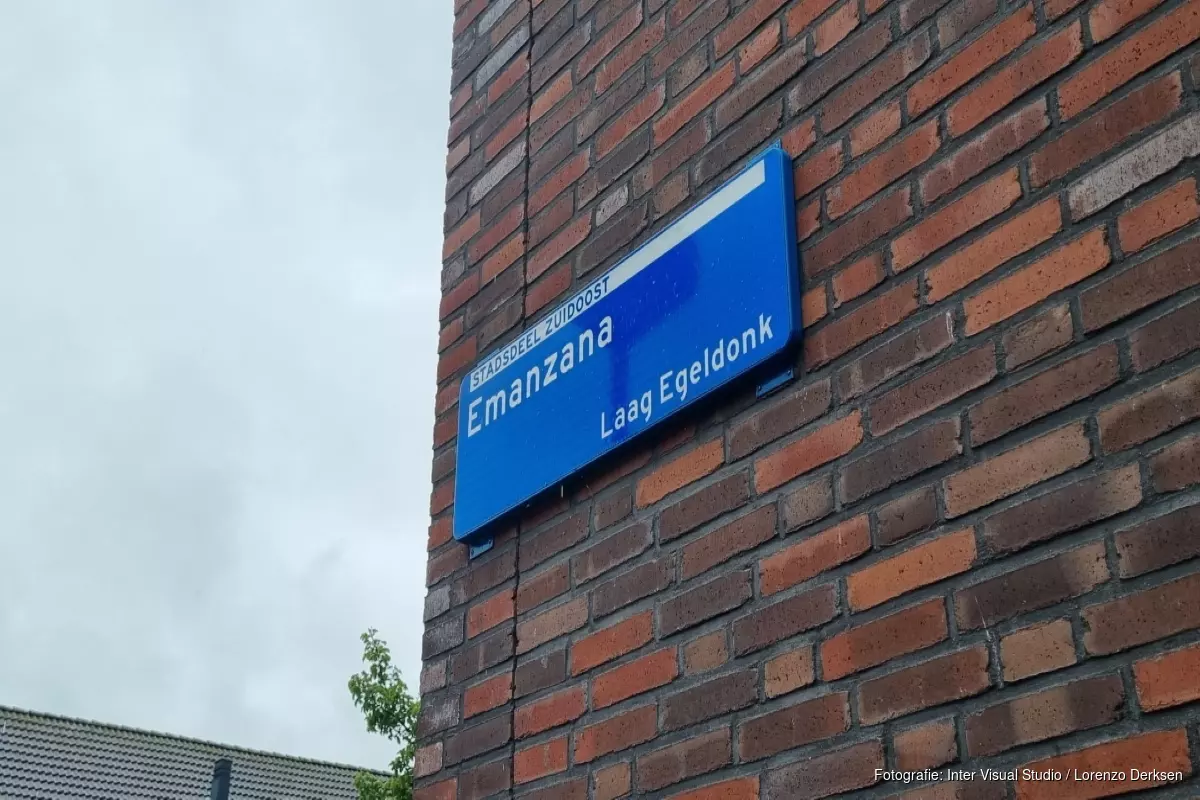 STADSDEEL ZUIDOOST
Emanzana
Laag Egeldonk
Fotografie: Inter Visual Studio / Lorenzo Derksen